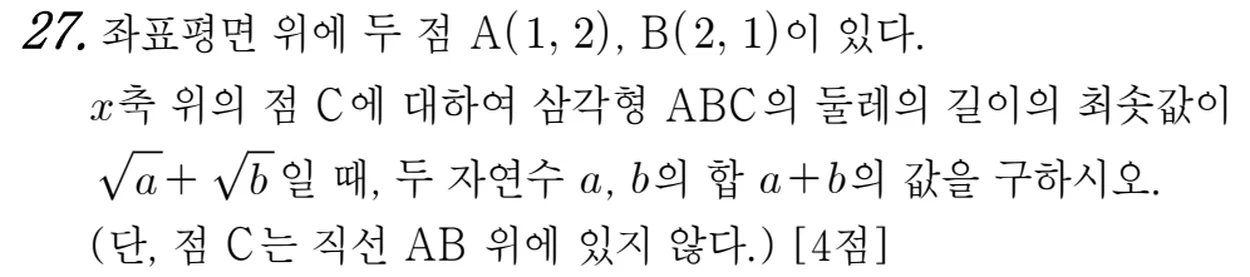 27. 좌표평면 위에 두 점 A(1, 2), B(2, 1)이 있다.
x축 위의 점 C에 대하여 삼각형 ABC의 둘레의 길이의 최솟값이
√a + √b 일 때, 두 자연수 a, b의 합 a+b의 값을 구하시오.
(단, 점 C는 직선 AB 위에 있지 않다.) [4점]